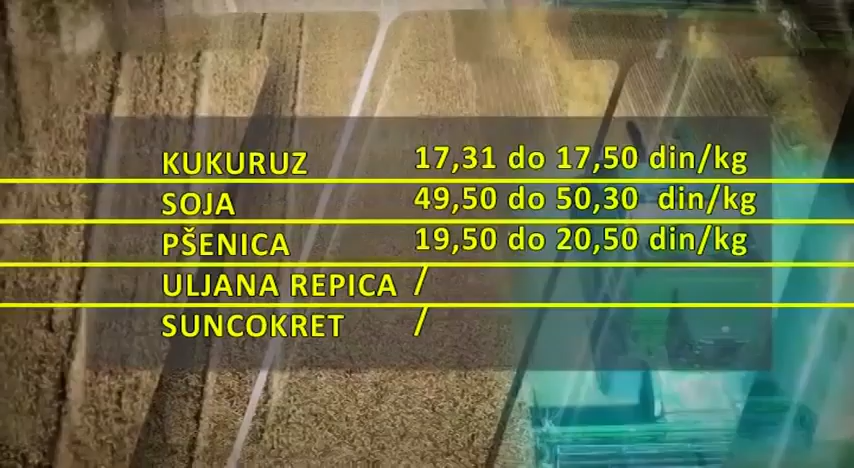 KUKURUZ 17,31 do 17,50 din/kg
SOJA 49,50 do 50,30 din/kg
PŠENICA 19,50 do 20,50 din/kg
ULJANA REPICA /
SUNCOKRET /